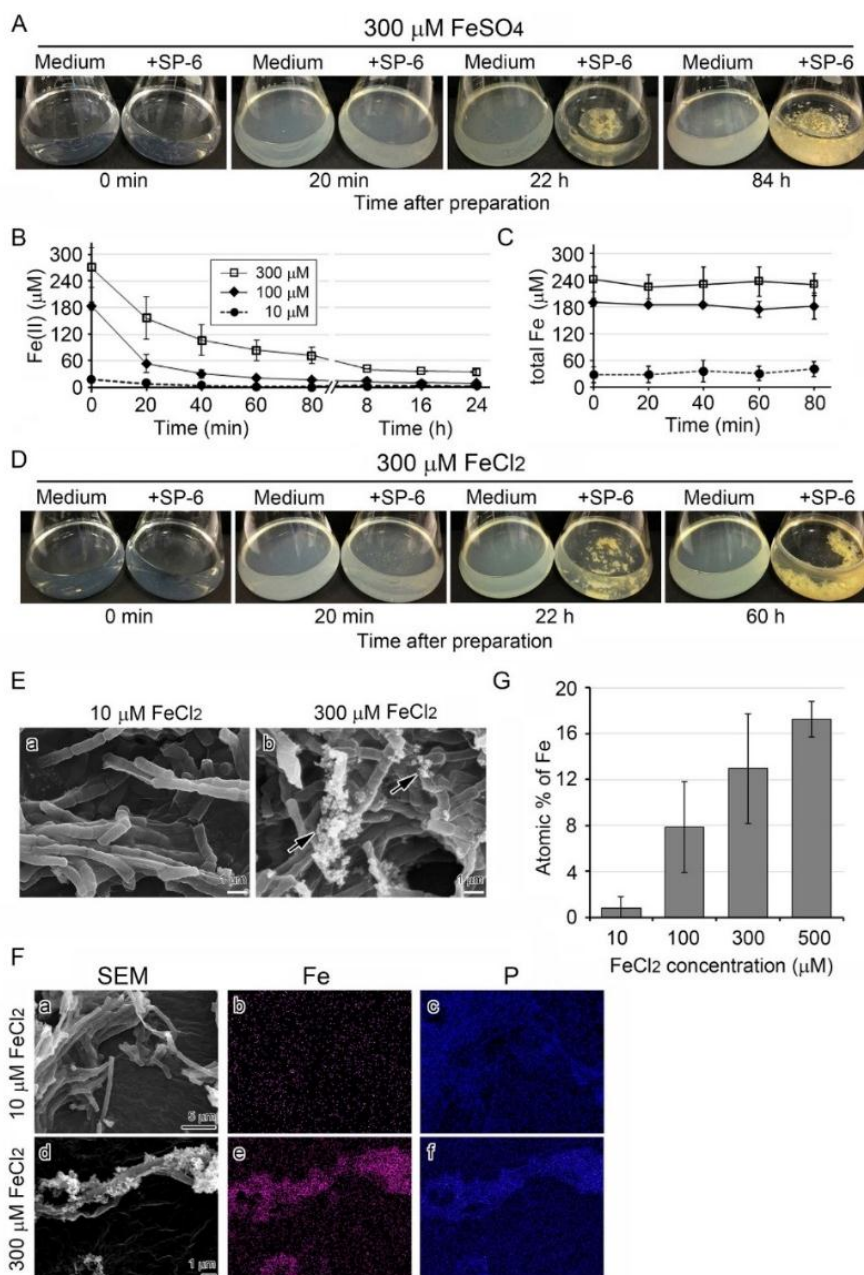 A
300 μM FeSO4
Medium +SP-6 Medium +SP-6 Medium +SP-6 Medium +SP-6
0 min 20 min 22 h 84 h
Time after preparation
B
Fe(II) (μM)
300
240
180
120
60
0
300 μM
100 μM
10 μM
0 20 40 60 80 8 16 24
Time (min) Time (h)
C
total Fe (μM)
300
240
180
120
60
0
0 20 40 60 80
Time (min)
D
300 μM FeCl2
Medium +SP-6 Medium +SP-6 Medium +SP-6 Medium +SP-6
0 min 20 min 22 h 60 h
Time after preparation
E
10 μM FeCl2 300 μM FeCl2
a b
1 μm 1 μm
G
Atomic % of Fe
20
16
12
8
4
0
10 100 300 500
FeCl2 concentration (μM)
F
SEM Fe P
10 μM FeCl2
a b c
5 μm
300 μM FeCl2
d e f
1 μm